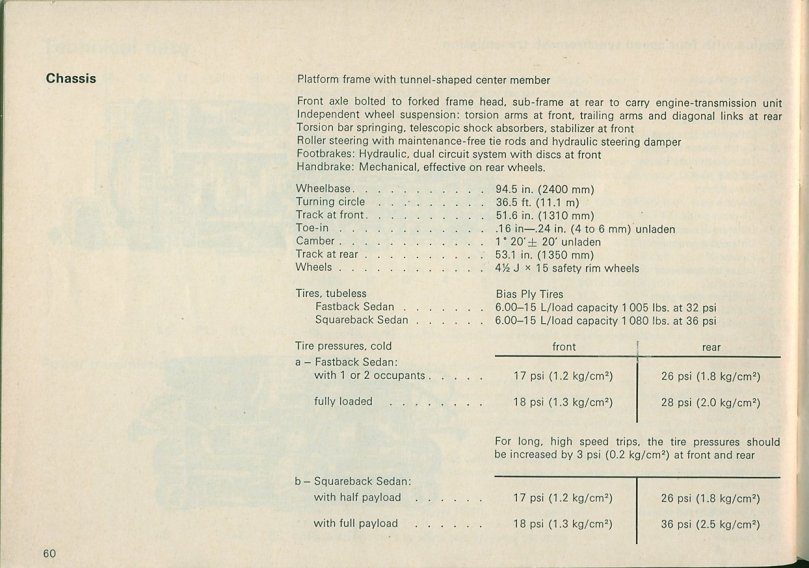 Chassis
Platform frame with tunnel-shaped center member
Front axle bolted to forked frame head, sub-frame at rear to carry engine-transmission unit
Independent wheel suspension: torsion arms at front, trailing arms and diagonal links at rear
Torsion bar springing, telescopic shock absorbers, stabilizer at front
Roller steering with maintenance-free tie rods and hydraulic steering damper
Footbrakes: Hydraulic, dual circuit system with discs at front
Handbrake: Mechanical, effective on rear wheels.
Wheelbase. . . . . . . . . . . 94.5 in. (2400 mm)
Turning circle . . . . . . . . . 36.5 ft. (11.1 m)
Track at front. . . . . . . . . . 51.6 in. (1310 mm)
Toe-in . . . . . . . . . . . . .16 in—.24 in. (4 to 6 mm) unladen
Camber . . . . . . . . . . . . 1° 20′ ± 20′ unladen
Track at rear . . . . . . . . . . 53.1 in. (1350 mm)
Wheels . . . . . . . . . . . . 4½ J × 15 safety rim wheels
Tires, tubeless Bias Ply Tires
Fastback Sedan . . . . . . . 6.00–15 L/load capacity 1 005 lbs. at 32 psi
Squareback Sedan . . . . . . 6.00–15 L/load capacity 1 080 lbs. at 36 psi
Tire pressures, cold front rear
a – Fastback Sedan:
with 1 or 2 occupants . . . . . 17 psi (1.2 kg/cm²) 26 psi (1.8 kg/cm²)
fully loaded . . . . . . . . 18 psi (1.3 kg/cm²) 28 psi (2.0 kg/cm²)
For long, high speed trips, the tire pressures should
be increased by 3 psi (0.2 kg/cm²) at front and rear
b – Squareback Sedan:
with half payload . . . . . . 17 psi (1.2 kg/cm²) 26 psi (1.8 kg/cm²)
with full payload . . . . . . 18 psi (1.3 kg/cm²) 36 psi (2.5 kg/cm²)
60